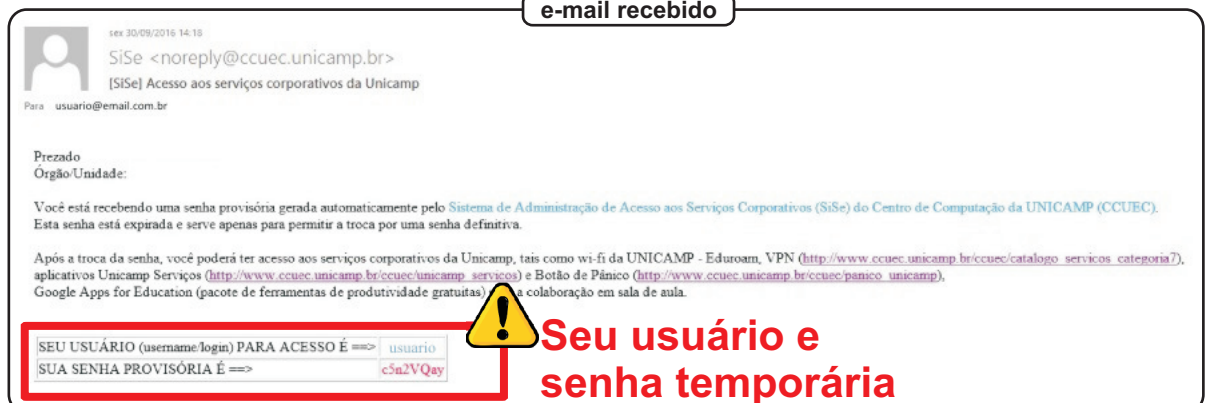 e-mail recebido
sex 30/09/2016 14:18
SiSe <noreply@ccuec.unicamp.br>
[SiSe] Acesso aos serviços corporativos da Unicamp
Para usuario@email.com.br
Prezado
Órgão/Unidade:
Você está recebendo uma senha provisória gerada automaticamente pelo Sistema de Administração de Acesso aos Serviços Corporativos (SiSe) do Centro de Computação da UNICAMP (CCUEC).
Esta senha está expirada e serve apenas para permitir a troca por uma senha definitiva.
Após a troca da senha, você poderá ter acesso aos serviços corporativos da Unicamp, tais como wi-fi da UNICAMP - Eduroam, VPN (http://www.ccuec.unicamp.br/ccuec/catalogo_servicos_categoria7),
aplicativos Unicamp Serviços (http://www.ccuec.unicamp.br/ccuec/unicamp_servicos) e Botão de Pânico (http://www.ccuec.unicamp.br/ccuec/panico_unicamp),
Google Apps for Education (pacote de ferramentas de produtividade gratuitas) a colaboração em sala de aula.
SEU USUÁRIO (username/login) PARA ACESSO É ==> usuario
SUA SENHA PROVISÓRIA É ==> c5n2VQay
Seu usuário e
senha temporária